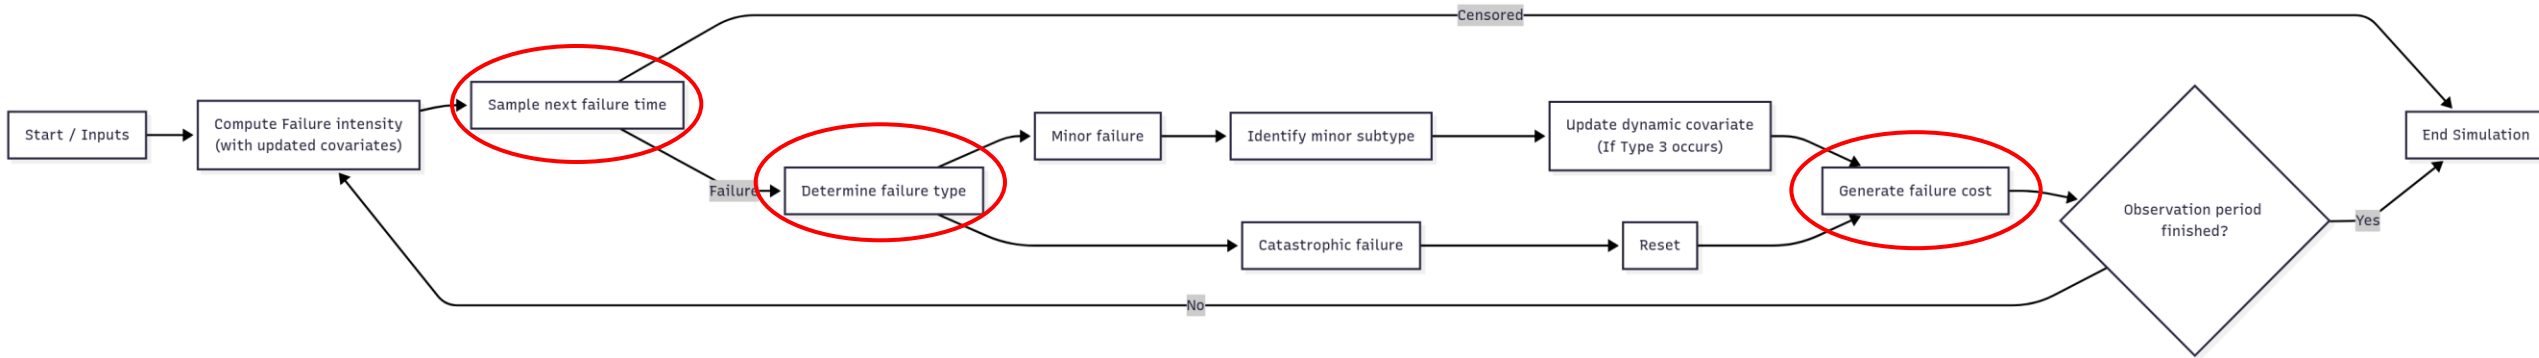 Censored
Sample next failure time
Start / Inputs
Compute Failure intensity
(with updated covariates)
Failure
Determine failure type
Minor failure
Identify minor subtype
Update dynamic covariate
(If Type 3 occurs)
Catastrophic failure
Reset
Generate failure cost
Observation period
finished?
Yes
End Simulation
No